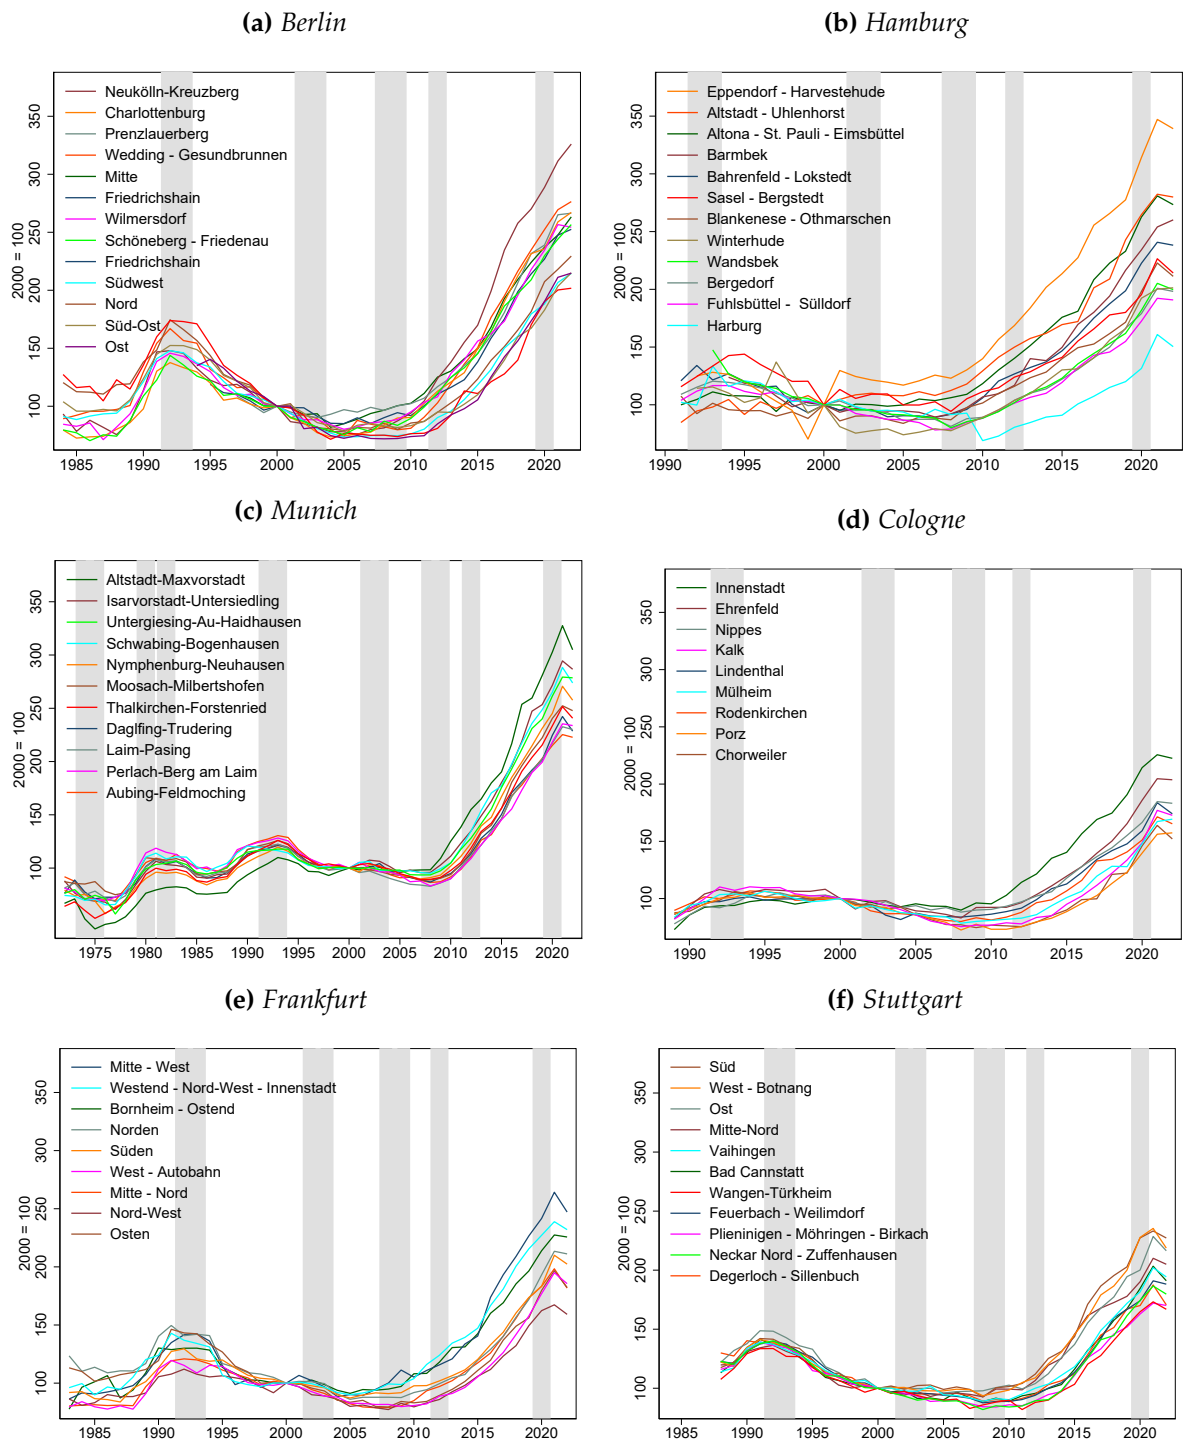 (a) Berlin
2000 = 100
350
300
250
200
150
100
Neukölln-Kreuzberg
Charlottenburg
Prenzlauerberg
Wedding - Gesundbrunnen
Mitte
Friedrichshain
Wilmersdorf
Schöneberg - Friedenau
Friedrichshain
Südwest
Nord
Süd-Ost
Ost
1985 1990 1995 2000 2005 2010 2015 2020
(b) Hamburg
2000 = 100
350
300
250
200
150
100
Eppendorf - Harvestehude
Altstadt - Uhlenhorst
Altona - St. Pauli - Eimsbüttel
Barmbek
Bahrenfeld - Lokstedt
Sasel - Bergstedt
Blankenese - Othmarschen
Winterhude
Wandsbek
Bergedorf
Fuhlsbüttel - Sülldorf
Harburg
1990 1995 2000 2005 2010 2015 2020
(c) Munich
2000 = 100
350
300
250
200
150
100
Altstadt-Maxvorstadt
Isarvorstadt-Untersiedling
Untergiesing-Au-Haidhausen
Schwabing-Bogenhausen
Nymphenburg-Neuhausen
Moosach-Milbertshofen
Thalkirchen-Forstenried
Daglfing-Trudering
Laim-Pasing
Perlach-Berg am Laim
Aubing-Feldmoching
1975 1980 1985 1990 1995 2000 2005 2010 2015 2020
(d) Cologne
2000 = 100
350
300
250
200
150
100
Innenstadt
Ehrenfeld
Nippes
Kalk
Lindenthal
Mülheim
Rodenkirchen
Porz
Chorweiler
1990 1995 2000 2005 2010 2015 2020
(e) Frankfurt
2000 = 100
350
300
250
200
150
100
Mitte - West
Westend - Nord-West - Innenstadt
Bornheim - Ostend
Norden
Süden
West - Autobahn
Mitte - Nord
Nord-West
Osten
1985 1990 1995 2000 2005 2010 2015 2020
(f) Stuttgart
2000 = 100
350
300
250
200
150
100
Süd
West - Botnang
Ost
Mitte-Nord
Vaihingen
Bad Cannstatt
Wangen-Türkheim
Feuerbach - Weilimdorf
Plieninigen - Möhringen - Birkach
Neckar Nord - Zuffenhausen
Degerloch - Sillenbuch
1985 1990 1995 2000 2005 2010 2015 2020